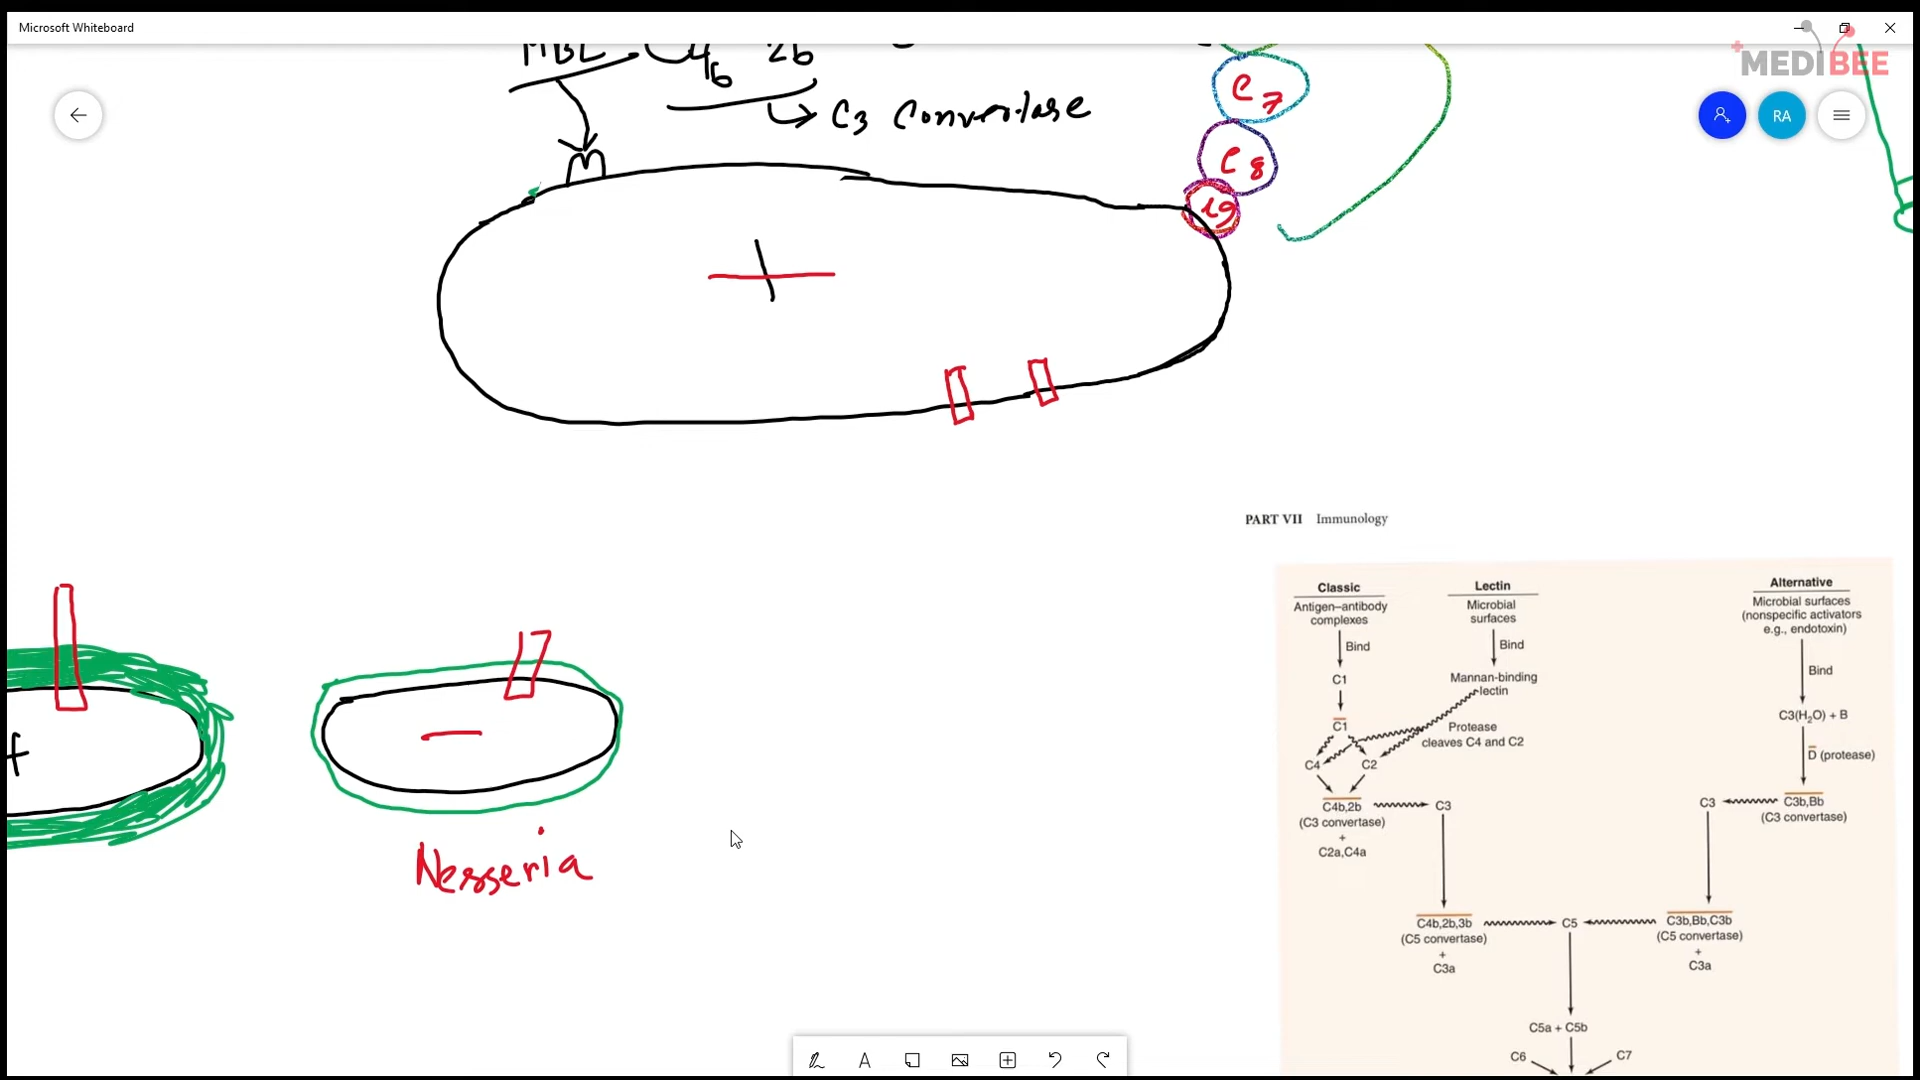 Microsoft Whiteboard
MEDIBEE
RA
MBL C4b 2b
C3 Convertase
C7
C8
C9
+
M
+
−
Nesseria
PART VII Immunology
Classic
Antigen–antibody
complexes
Bind
C1
C1
C4
C2
C4b,2b
(C3 convertase)
+
C2a,C4a
C3
Lectin
Microbial
surfaces
Bind
Mannan-binding
lectin
Protease
cleaves C4 and C2
Alternative
Microbial surfaces
(nonspecific activators
e.g., endotoxin)
Bind
C3(H2O) + B
D (protease)
C3
C3b,Bb
(C3 convertase)
C4b,2b,3b
(C5 convertase)
+
C3a
C5
C3b,Bb,C3b
(C5 convertase)
+
C3a
C5a + C5b
C6
C7